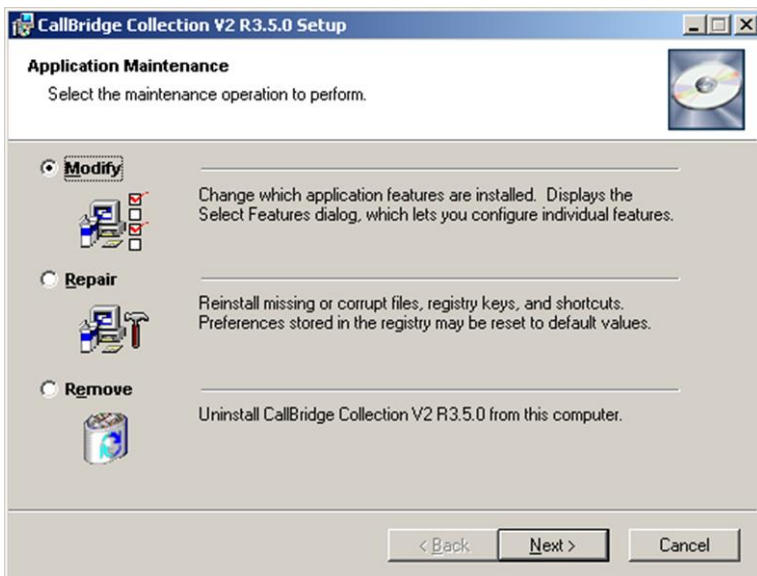 CallBridge Collection V2 R3.5.0 Setup
Application Maintenance
Select the maintenance operation to perform.
Modify
Change which application features are installed. Displays the
Select Features dialog, which lets you configure individual features.
Repair
Reinstall missing or corrupt files, registry keys, and shortcuts.
Preferences stored in the registry may be reset to default values.
Remove
Uninstall CallBridge Collection V2 R3.5.0 from this computer.
< Back
Next >
Cancel